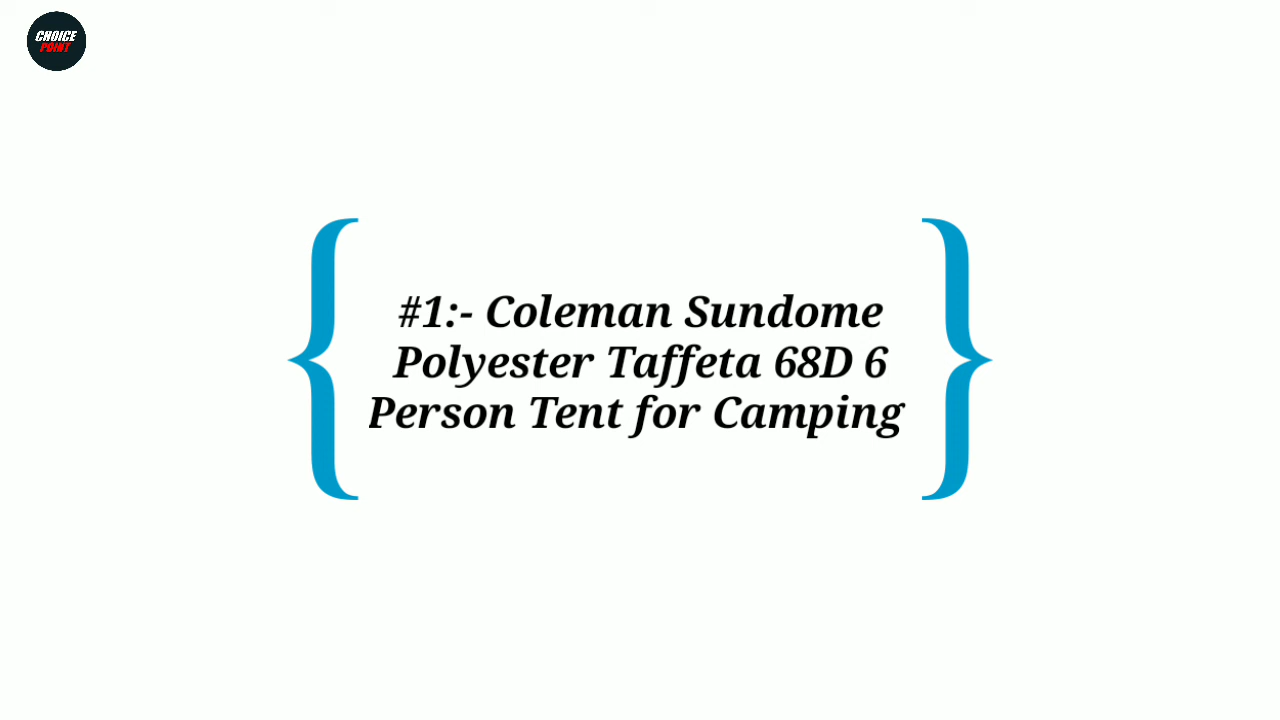 CHOICE
POINT
#1:- Coleman Sundome
Polyester Taffeta 68D 6
Person Tent for Camping